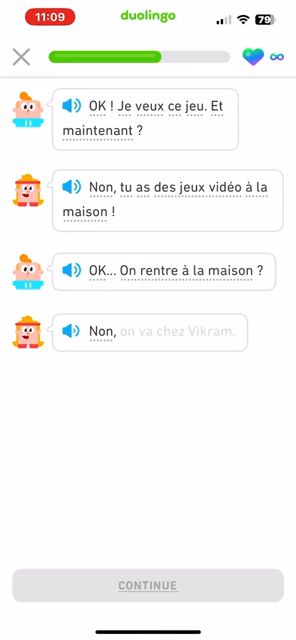 11:09
duolingo
79
OK ! Je veux ce jeu. Et
maintenant ?
Non, tu as des jeux vidéo à la
maison !
OK... On rentre à la maison ?
Non, on va chez Vikram.
CONTINUE